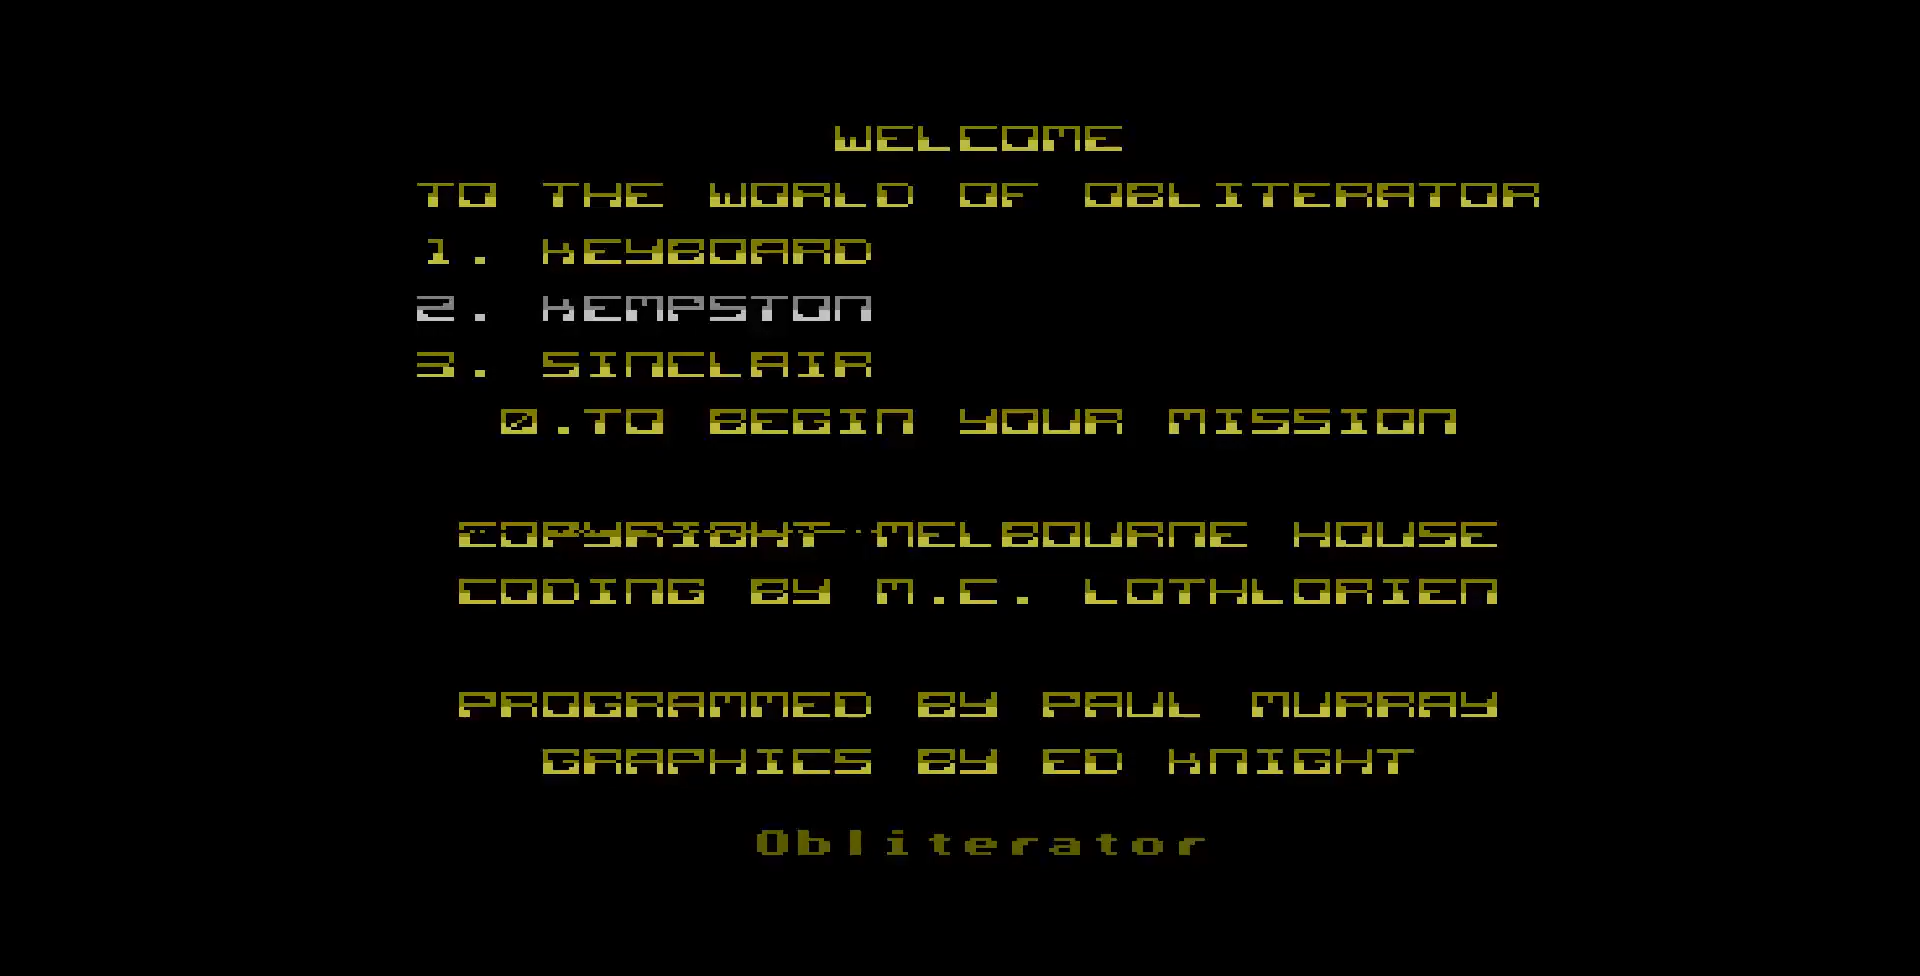 WELCOME
TO THE WORLD OF OBLITERATOR
1. KEYBOARD
2. KEMPSTON
3. SINCLAIR
0.TO BEGIN YOUR MISSION
COPYRIGHT MELBOURNE HOUSE
CODING BY M.C. LOTHLORIEN
PROGRAMMED BY PAUL MURRAY
GRAPHICS BY ED KNIGHT
Obliterator